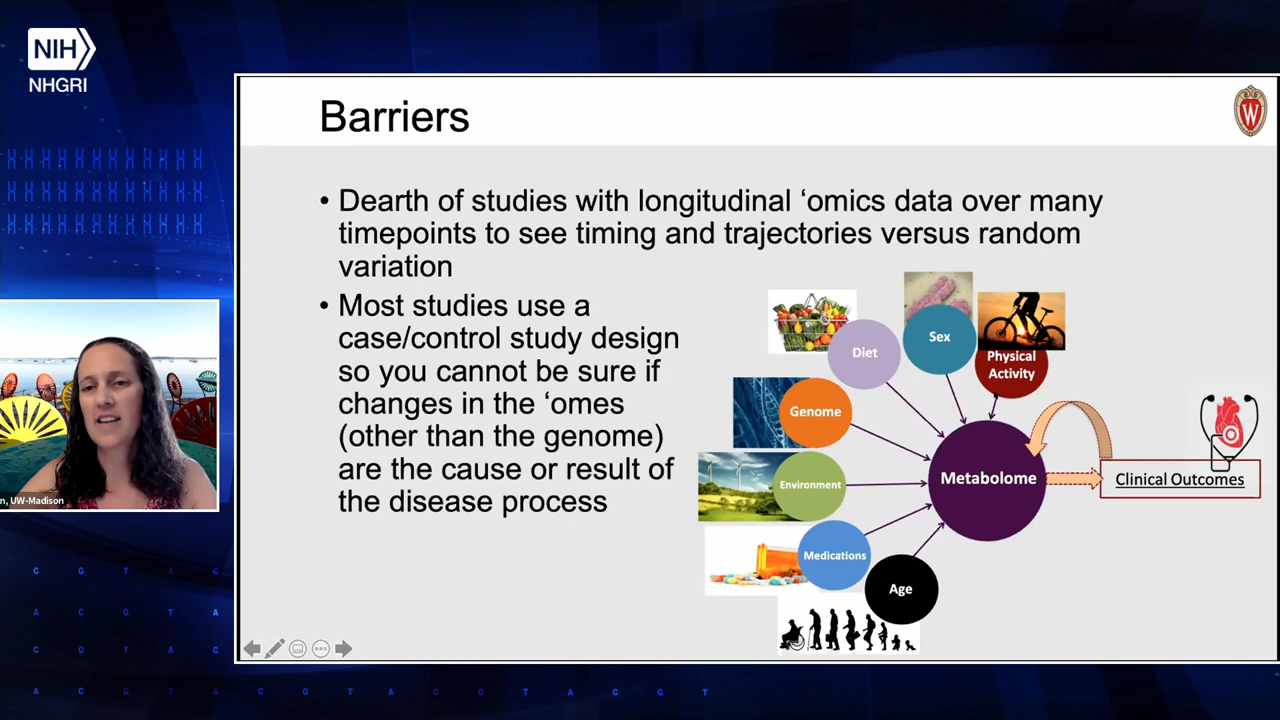 NIH
NHGRI
Barriers
W
• Dearth of studies with longitudinal ‘omics data over many
timepoints to see timing and trajectories versus random
variation
• Most studies use a
case/control study design
so you cannot be sure if
changes in the ‘omes
(other than the genome)
are the cause or result of
the disease process
Diet
Sex
Physical
Activity
Genome
Environment
Metabolome
Clinical Outcomes
Medications
Age
n, UW-Madison
C G T A C
A C G T A
C G T A C
A C G T A C G T A C G T A C G T